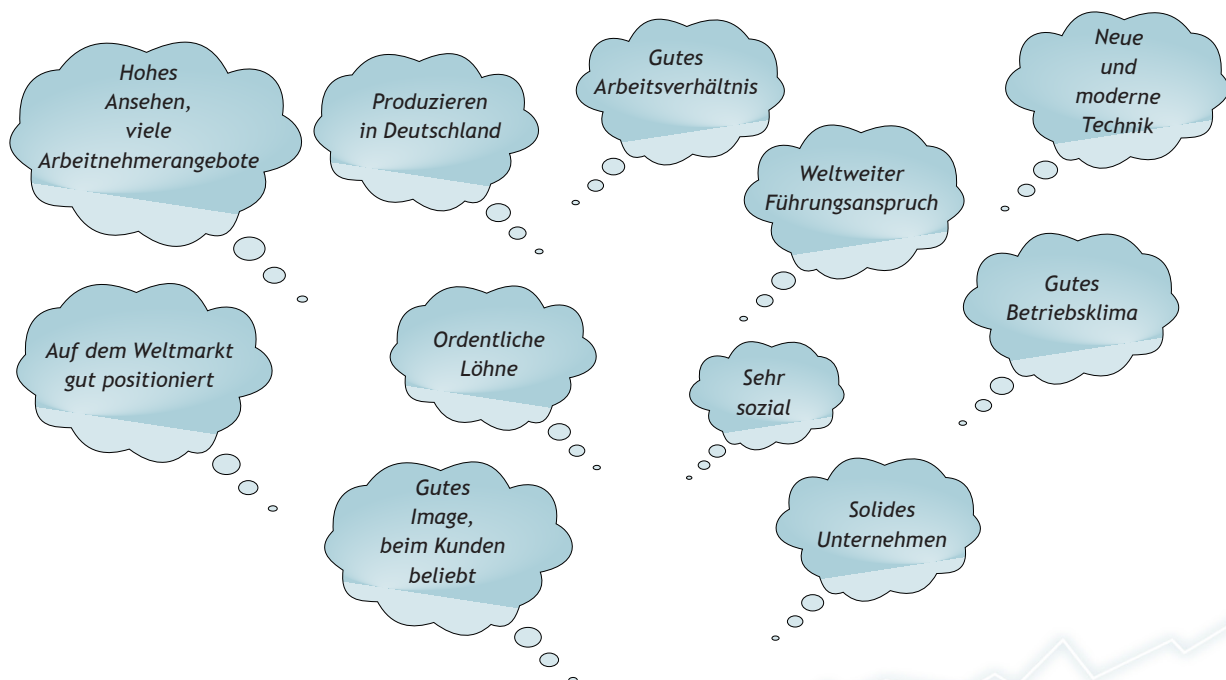 Hohes
Ansehen,
viele
Arbeitnehmerangebote
Produzieren
in Deutschland
Gutes
Arbeitsverhältnis
Weltweiter
Führungsanspruch
Neue
und
moderne
Technik
Auf dem Weltmarkt
gut positioniert
Ordentliche
Löhne
Sehr
sozial
Gutes
Betriebsklima
Gutes
Image,
beim Kunden
beliebt
Solides
Unternehmen